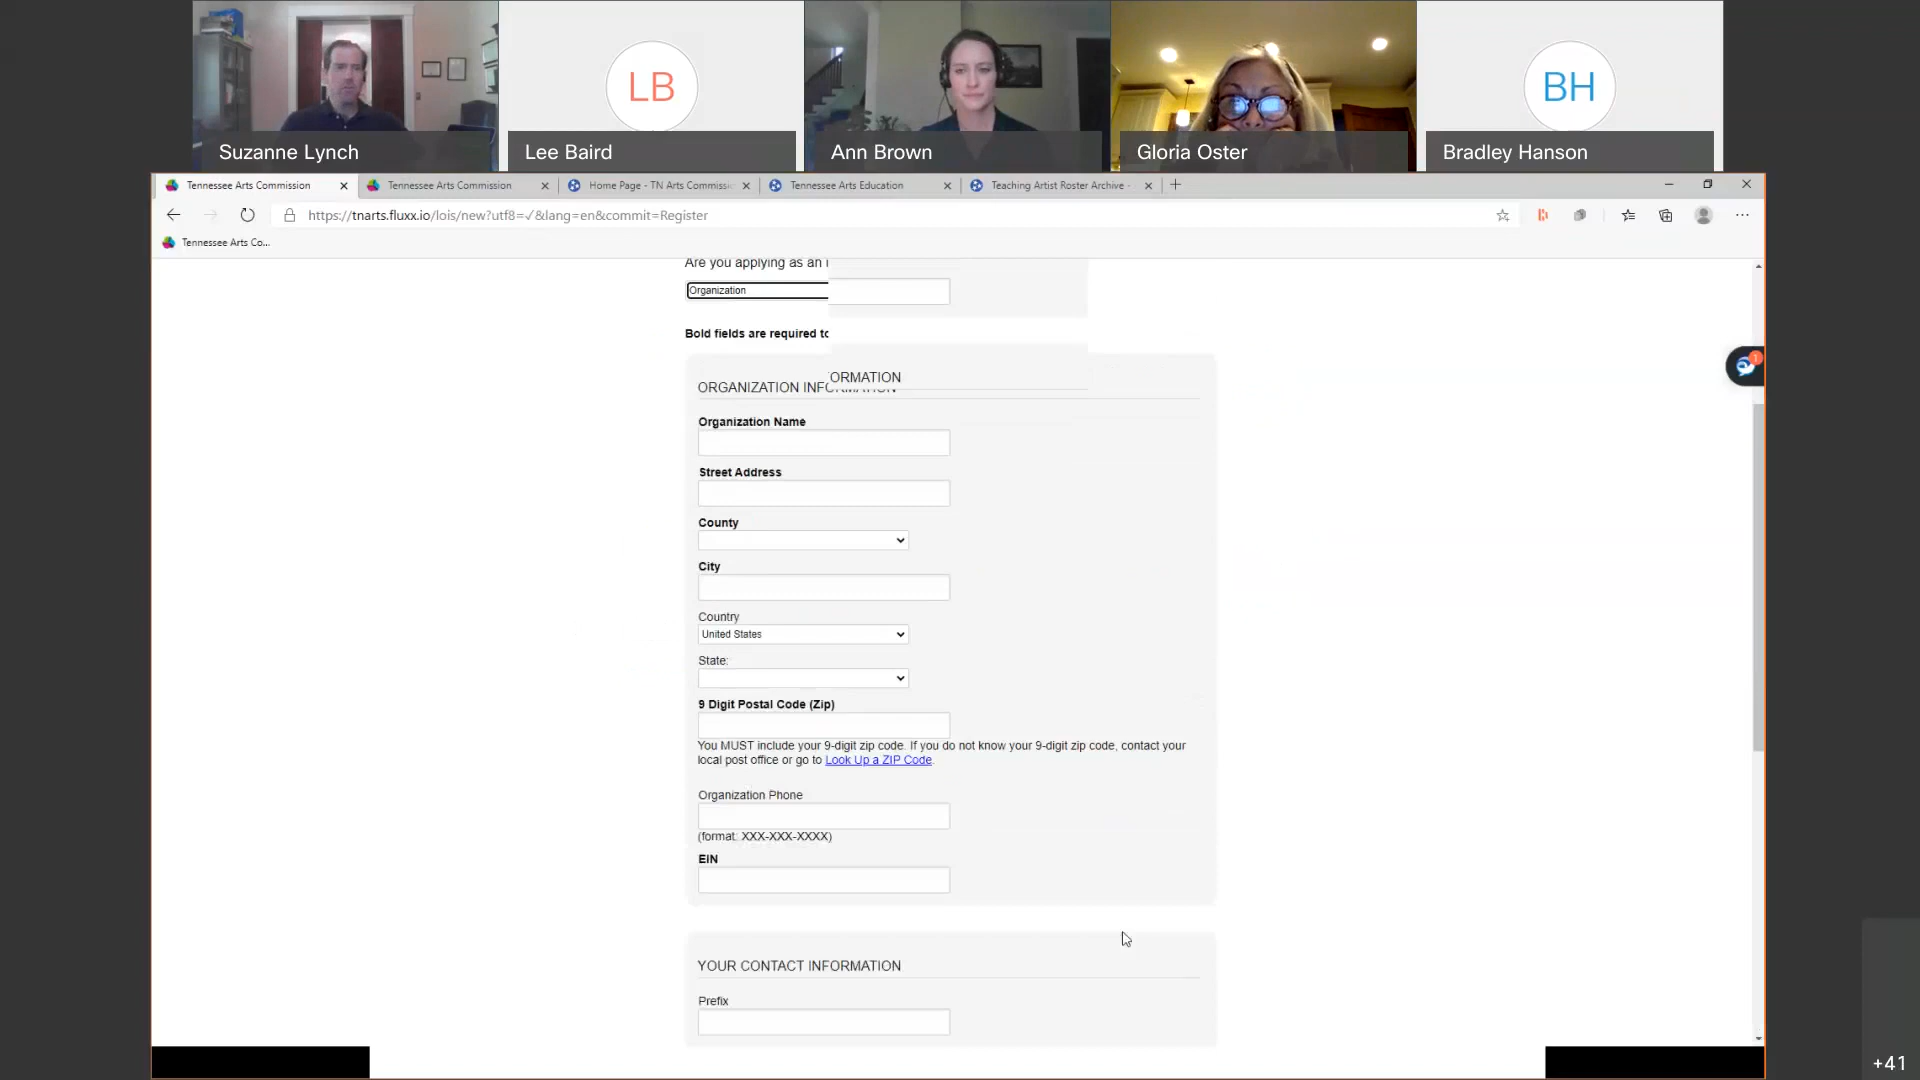 LB
BH
Suzanne Lynch
Lee Baird
Ann Brown
Gloria Oster
Bradley Hanson
Tennessee Arts Commission
Tennessee Arts Commission
Home Page - TN Arts Commiss
Tennessee Arts Education
Teaching Artist Roster Archive -
https://tnarts.fluxx.io/lois/new?utf8=✓&lang=en&commit=Register
Tennessee Arts Co...
1
Are you applying as an i
Organization
Bold fields are required to
ORMATION
ORGANIZATION INFORMATION
Organization Name
Street Address
County
City
Country
United States
State:
9 Digit Postal Code (Zip)
You MUST include your 9-digit zip code. If you do not know your 9-digit zip code, contact your
local post office or go to Look Up a ZIP Code.
Organization Phone
(format: XXX-XXX-XXXX)
EIN
YOUR CONTACT INFORMATION
Prefix
+41